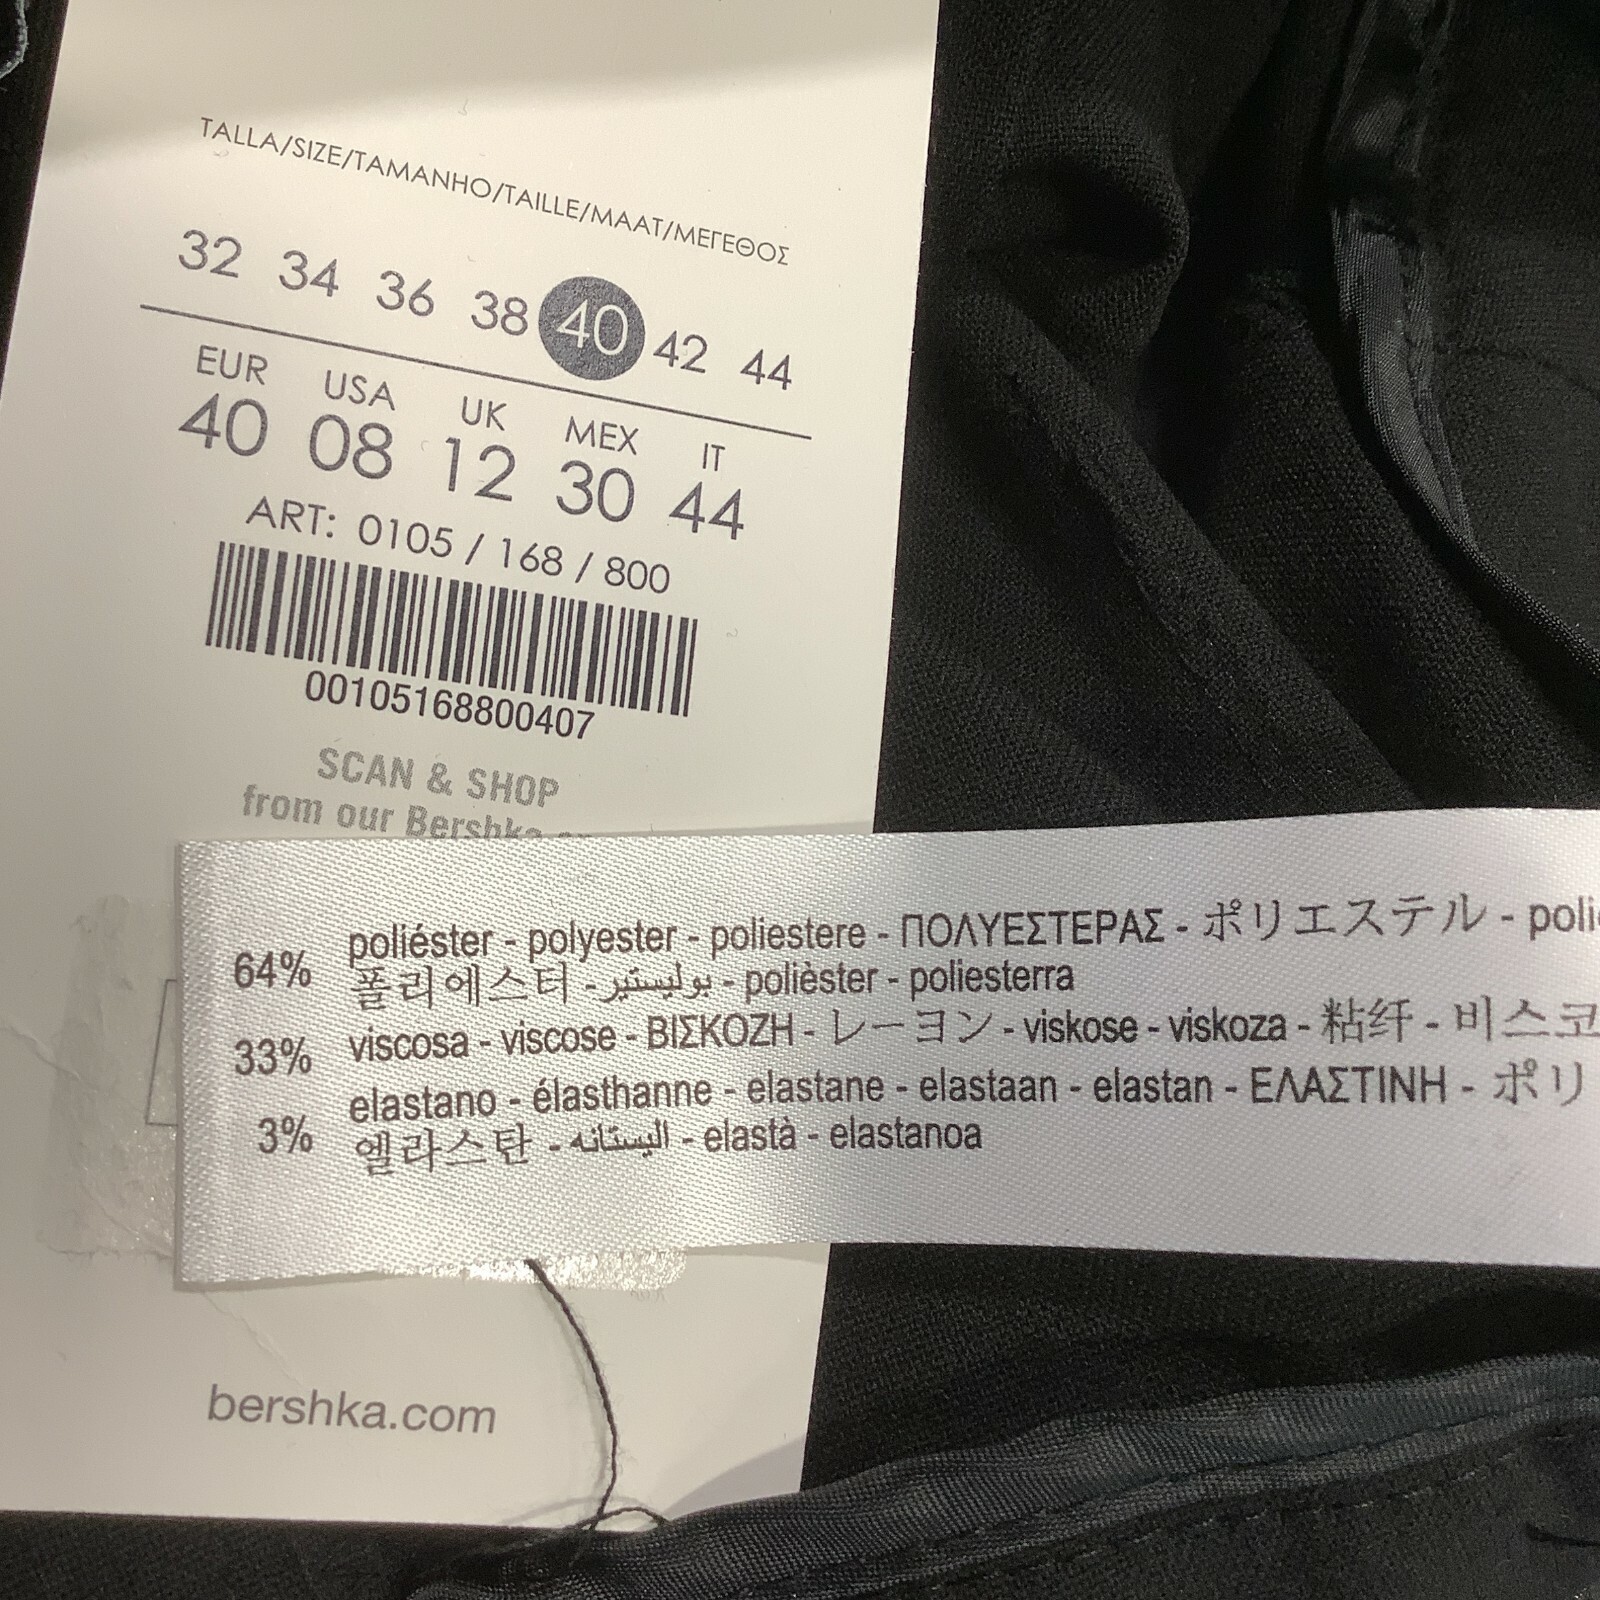 TALLA/SIZE/TAMANHO/TAILLE/MAAT/ΜΕΓΕΘΟΣ
32 34 36 38 40 42 44
EUR USA UK MEX IT
40 08 12 30 44
ART: 0105 / 168 / 800
00105168800407
SCAN & SHOP
from our Bershka
64% poliéster - polyester - poliestere - ΠΟΛΥΕΣΤΕΡΑΣ - ポリエステル -
폴리에스터 - بوليستير - polièster - poliesterra
33% viscosa - viscose - ΒΙΣΚΟΖΗ - レーヨン - viskose - viskoza - 粘纤 -
3% elastano - élasthanne - elastane - elastaan - elastan - ΕΛΑΣΤΙΝΗ -
엘라스탄 - اليستانه - elastà - elastanoa
bershka.com